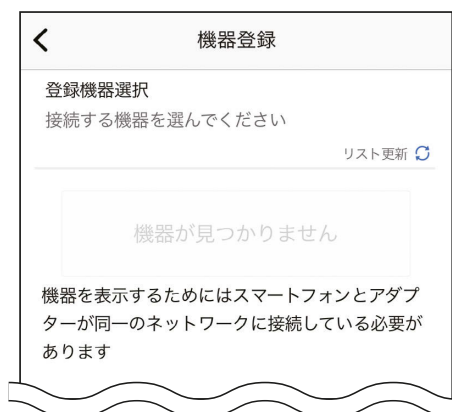 機器登録
登録機器選択
接続する機器を選んでください
リスト更新
機器が見つかりません
機器を表示するためにはスマートフォンとアダプ
ターが同一のネットワークに接続している必要が
あります